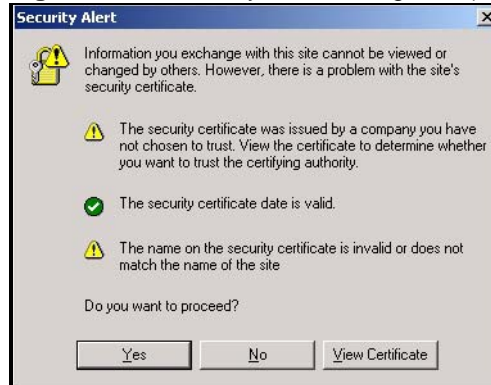 Security Alert
Information you exchange with this site cannot be viewed or
changed by others. However, there is a problem with the site's
security certificate.
The security certificate was issued by a company you have
not chosen to trust. View the certificate to determine whether
you want to trust the certifying authority.
The security certificate date is valid.
The name on the security certificate is invalid or does not
match the name of the site
Do you want to proceed?
Yes No View Certificate